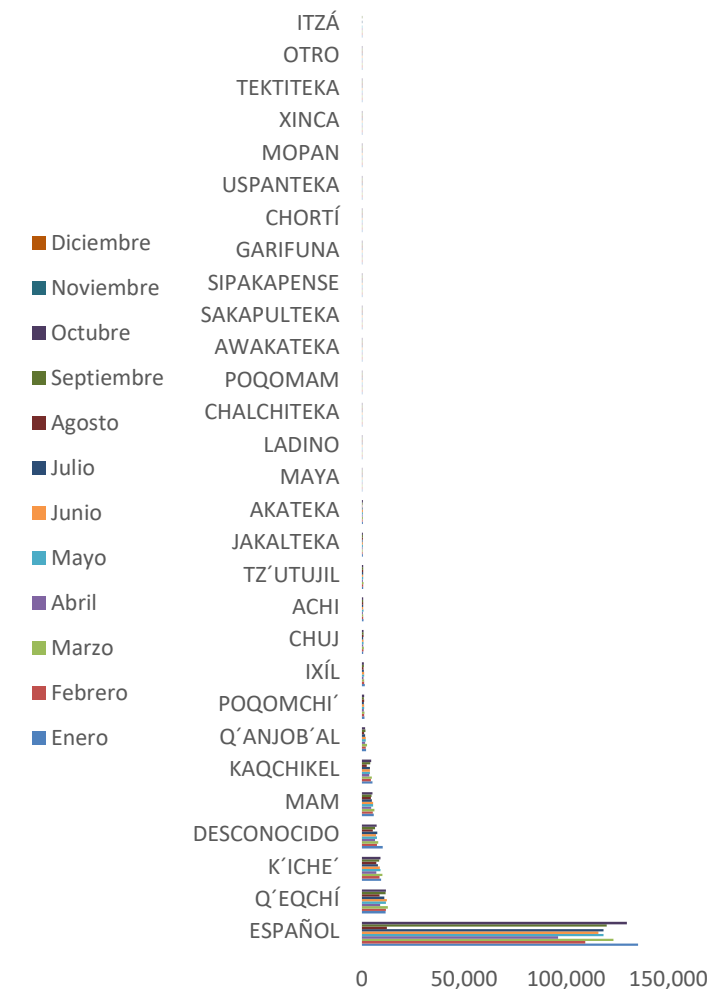 ITZÁ
OTRO
TEKTITEKA
XINCA
MOPAN
USPANTEKA
CHORTÍ
GARIFUNA
SIPAKAPENSE
SAKAPULTEKA
AWAKATEKA
POQOMAM
CHALCHITEKA
LADINO
MAYA
AKATEKA
JAKALTEKA
TZ´UTUJIL
ACHI
CHUJ
IXÍL
POQOMCHI´
Q´ANJOB´AL
KAQCHIKEL
MAM
DESCONOCIDO
K´ICHE´
Q´EQCHÍ
ESPAÑOL
0 50,000 100,000 150,000
Diciembre
Noviembre
Octubre
Septiembre
Agosto
Julio
Junio
Mayo
Abril
Marzo
Febrero
Enero